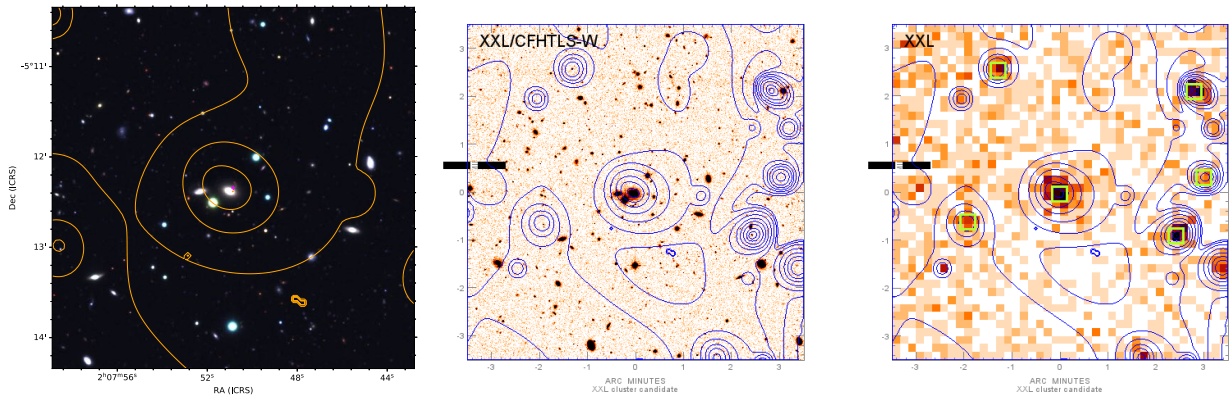 -5°11'
12'
13'
14'
Dec (ICRS)
2ʰ07ᵐ56ˢ
52ˢ
48ˢ
44ˢ
RA (ICRS)
XXL/CFHTLS-W
3
2
1
0
-1
-2
-3
-3
-2
-1
0
1
2
3
ARC MINUTES
XXL cluster candidate
XXL
3
2
1
0
-1
-2
-3
-3
-2
-1
0
1
2
3
ARC MINUTES
XXL cluster candidate